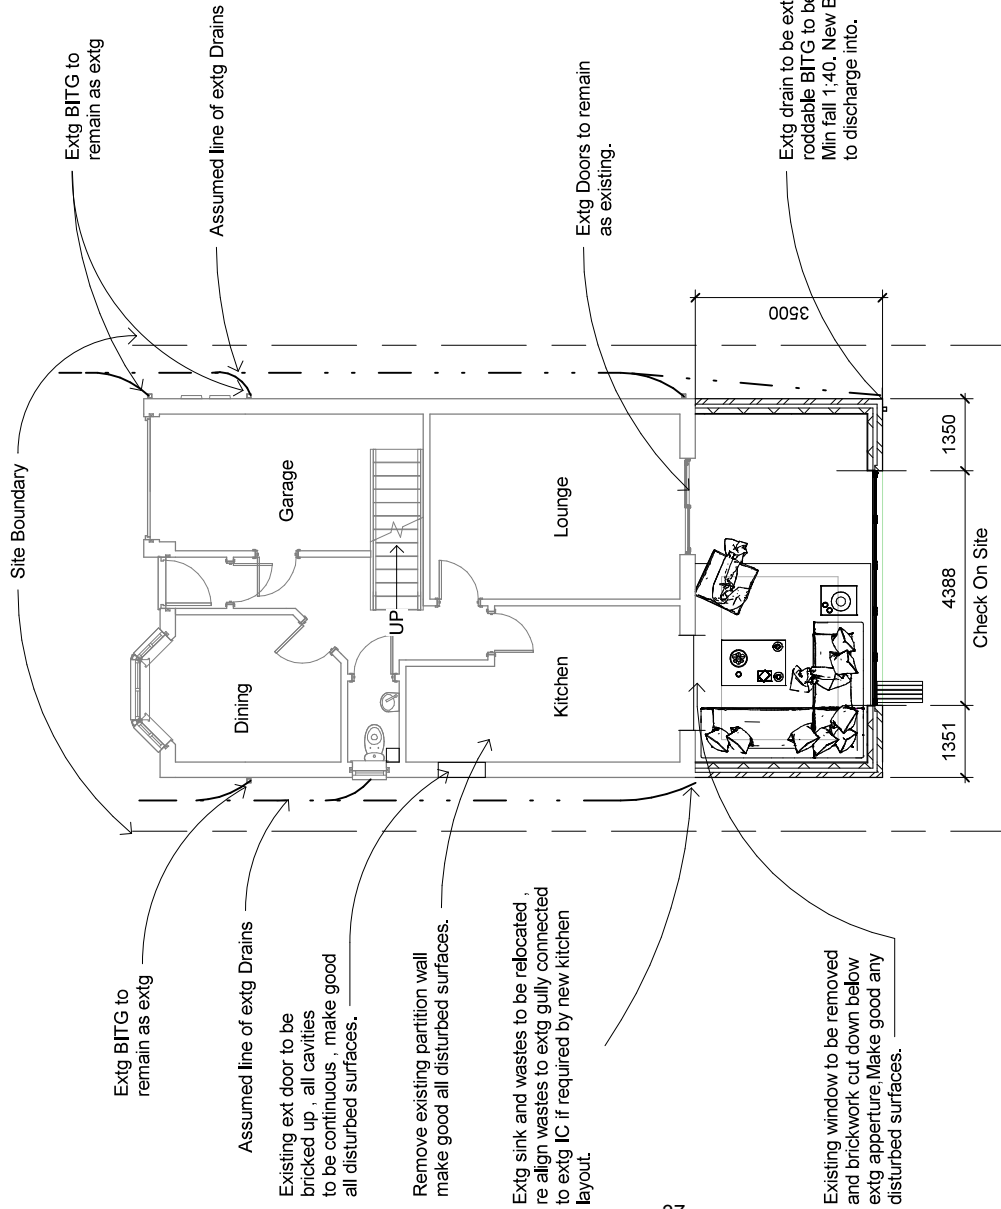 Site Boundary
Extg BITG to
remain as extg
Assumed line of extg Drains
Extg Doors to remain
as existing.
Extg drain to be ext
roddable BITG to be
Min fall 1;40. New B
to discharge into.
Garage
Lounge
Dining
UP
Kitchen
3500
1350
4388
1351
Check On Site
Extg BITG to
remain as extg
Assumed line of extg Drains
Existing ext door to be
bricked up , all cavities
to be continuous , make good
all disturbed surfaces.
Remove existing partition wall
make good all disturbed surfaces.
Extg sink and wastes to be relocated ,
re align wastes to extg gully connected
to extg IC if required by new kitchen
layout.
Existing window to be removed
and brickwork cut down below
extg apperture,Make good any
disturbed surfaces.